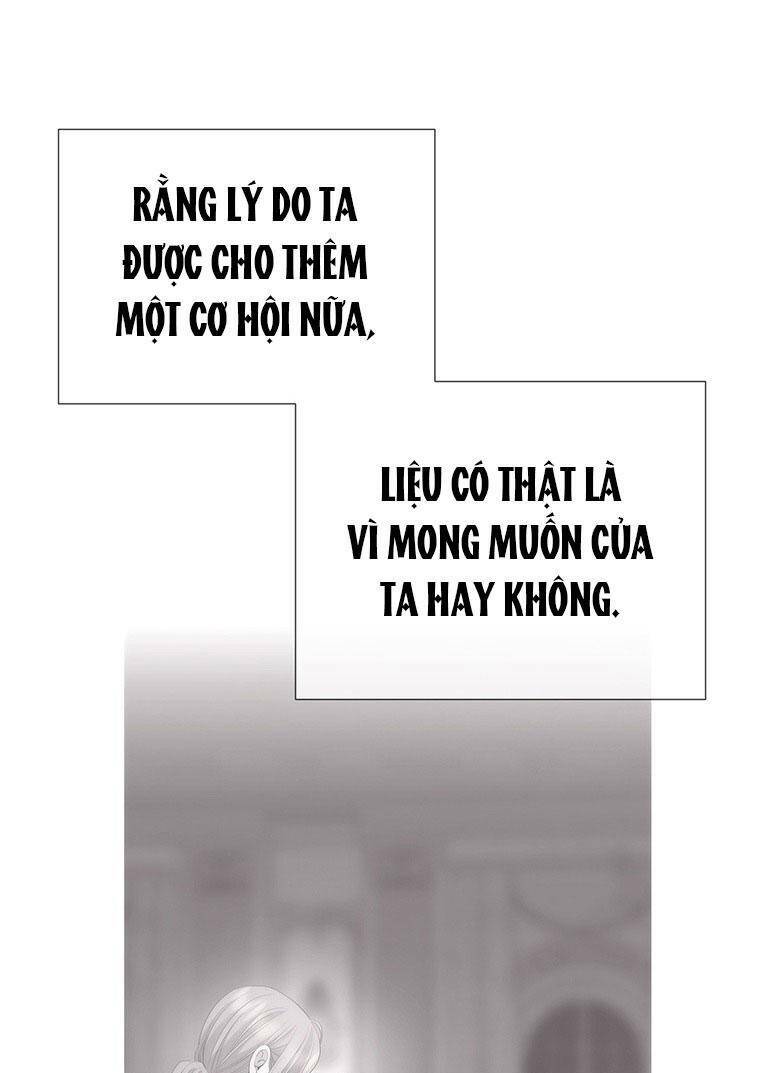 RẰNG LÝ DO TA
ĐƯỢC CHO THÊM
MỘT CƠ HỘI NỮA,
LIỆU CÓ THẬT LÀ
VÌ MONG MUỐN CỦA
TA HAY KHÔNG.